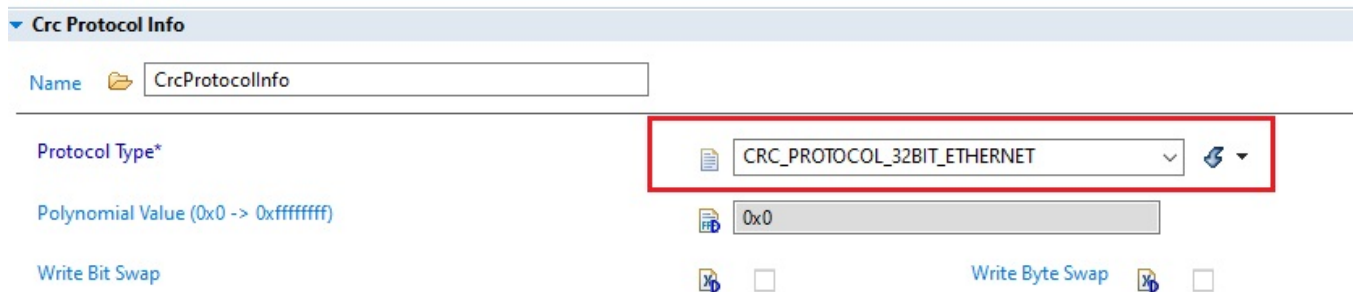 Crc Protocol Info
Name CrcProtocolInfo
Protocol Type* CRC_PROTOCOL_32BIT_ETHERNET
Polynomial Value (0x0 -> 0xffffffff) 0x0
Write Bit Swap Write Byte Swap